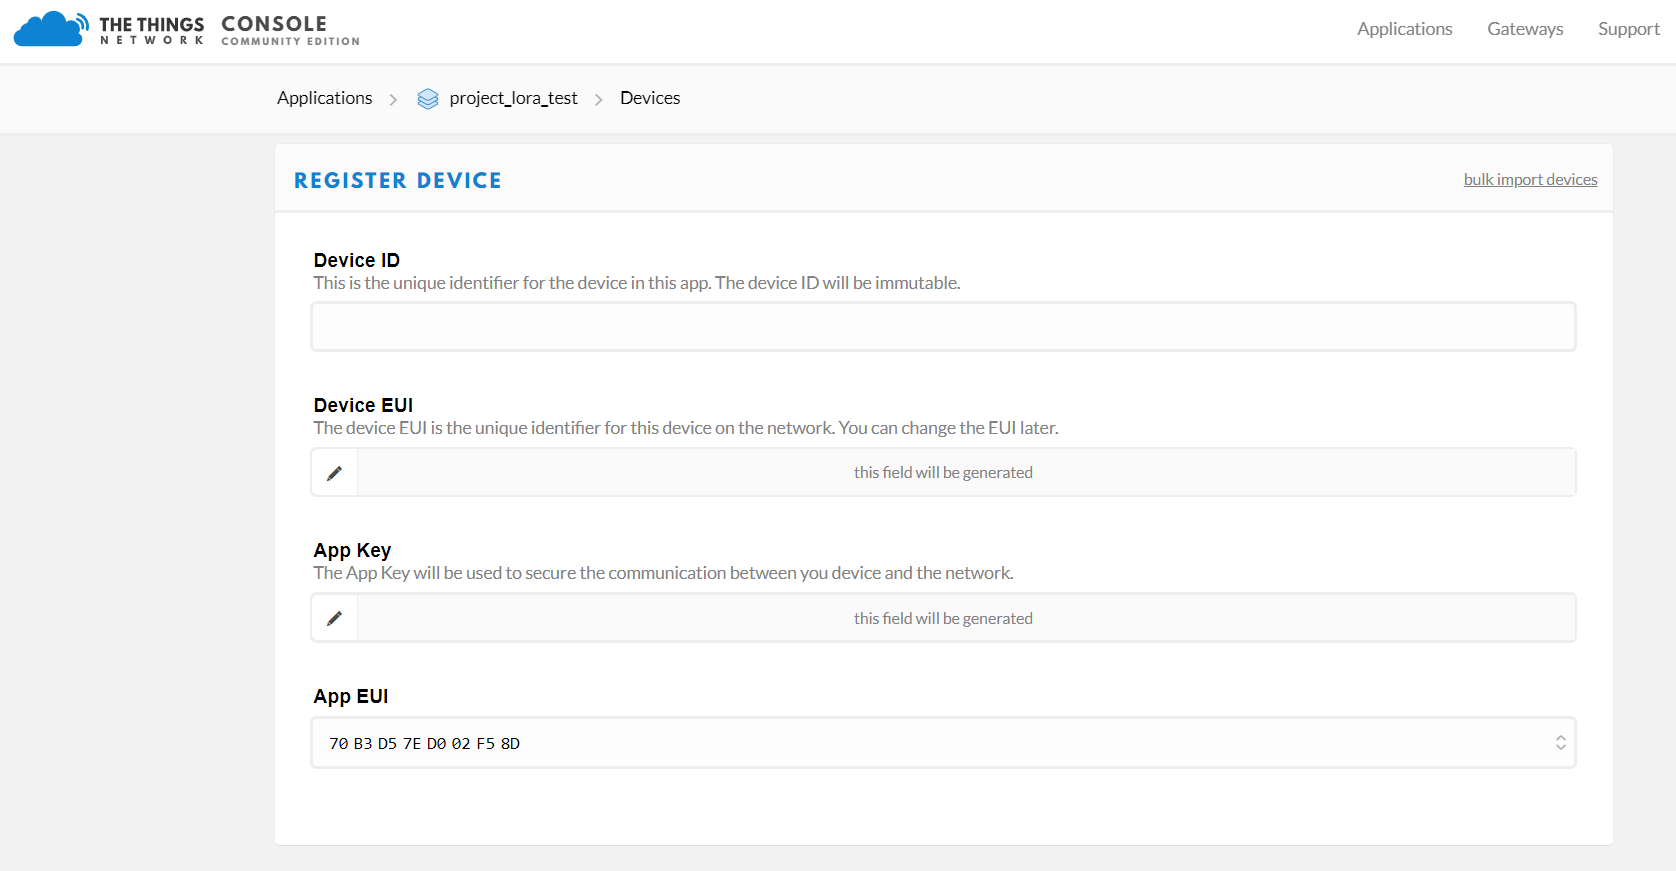 THE THINGS
NETWORK
CONSOLE
COMMUNITY EDITION
Applications Gateways Support
Applications project_lora_test Devices
REGISTER DEVICE
bulk import devices
Device ID
This is the unique identifier for the device in this app. The device ID will be immutable.
Device EUI
The device EUI is the unique identifier for this device on the network. You can change the EUI later.
this field will be generated
App Key
The App Key will be used to secure the communication between you device and the network.
this field will be generated
App EUI
70 B3 D5 7E D0 02 F5 8D